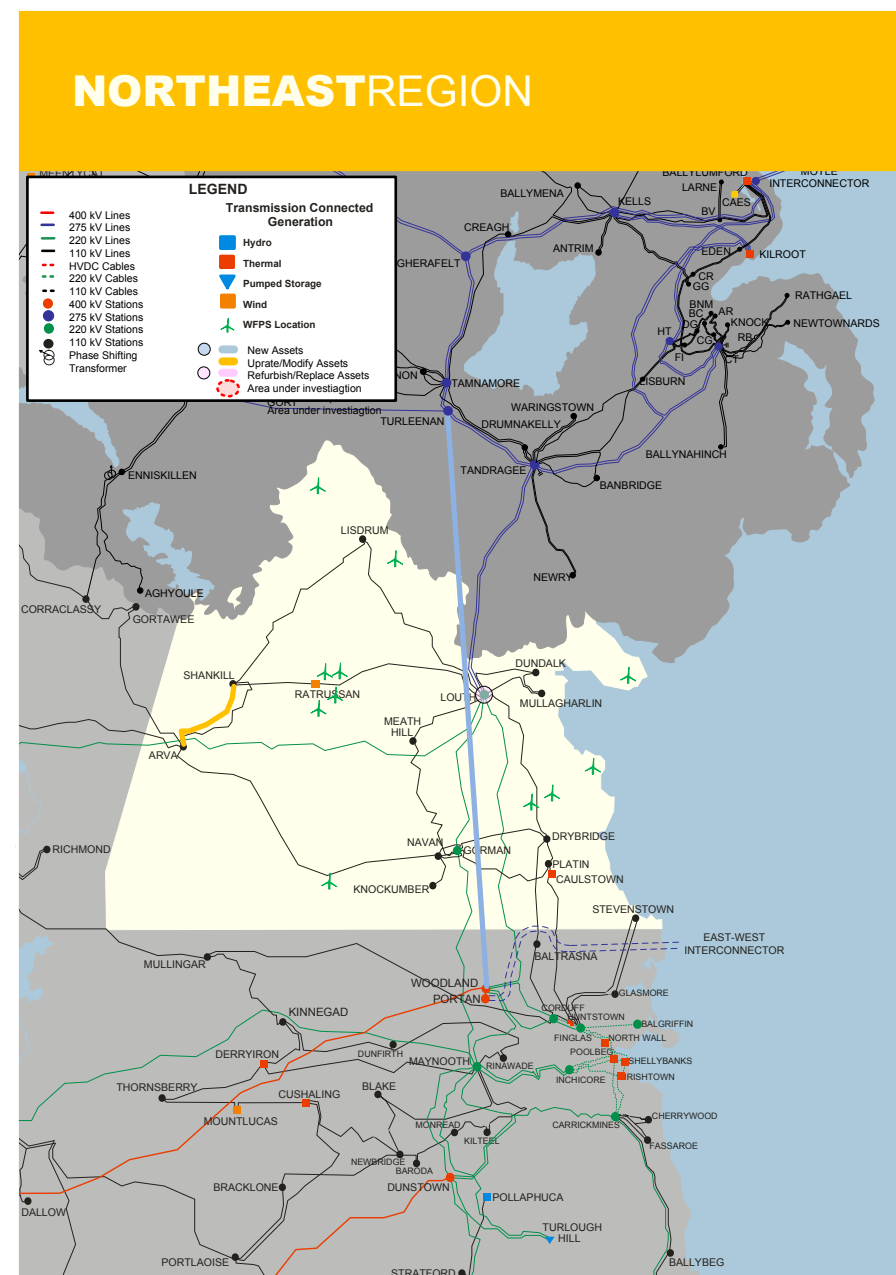 NORTHEASTREGION
LEGEND
400 kV Lines
275 kV Lines
220 kV Lines
110 kV Lines
HVDC Cables
220 kV Cables
110 kV Cables
400 kV Stations
275 kV Stations
220 kV Stations
110 kV Stations
Phase Shifting
Transformer
Transmission Connected
Generation
Hydro
Thermal
Pumped Storage
Wind
WFPS Location
New Assets
Uprate/Modify Assets
Refurbish/Replace Assets
Area under investiagtion
Area under investiagtion
BALLYLUMFORD
MOYLE
INTERCONNECTOR
LARNE
CAES
BALLYMENA
KELLS
BV
CREAGH
ANTRIM
EDEN
KILROOT
GHERAFELT
CR
GG
RATHGAEL
BNM
AR
BC
DG
KNOCK
NEWTOWNARDS
HT
CG
RB
FI
CT
NON
TAMNAMORE
EISBURN
WARINGSTOWN
TURLEENAN
DRUMNAKELLY
BALLYNAHINCH
TANDRAGEE
ENNISKILLEN
BANBRIDGE
LISDRUM
NEWRY
AGHYOULE
CORRACLASSY
GORTAWEE
DUNDALK
SHANKILL
RATRUSSAN
LOUTH
MULLAGHARLIN
MEATH
HILL
ARVA
DRYBRIDGE
NAVAN
GORMAN
RICHMOND
PLATIN
CAULSTOWN
KNOCKUMBER
STEVENSTOWN
EAST-WEST
INTERCONNECTOR
BALTRASNA
MULLINGAR
WOODLAND
PORTAN
GLASMORE
CORDUFF
HUNTSTOWN
KINNEGAD
BALGRIFFIN
FINGLAS
NORTH WALL
DUNFIRTH
POOLBEG
DERRYIRON
MAYNOOTH
RINAWADE
SHELLYBANKS
INCHICORE
IRISHTOWN
THORNSBERRY
CUSHALING
BLAKE
MOUNTLUCAS
MONREAD
KILTEEL
CARRICKMINES
CHERRYWOOD
FASSAROE
NEWBRIDGE
BARODA
BRACKLONE
DUNSTOWN
POLLAPHUCA
DALLOW
TURLOUGH
HILL
PORTLAOISE
BALLYBEG
STRATFORD